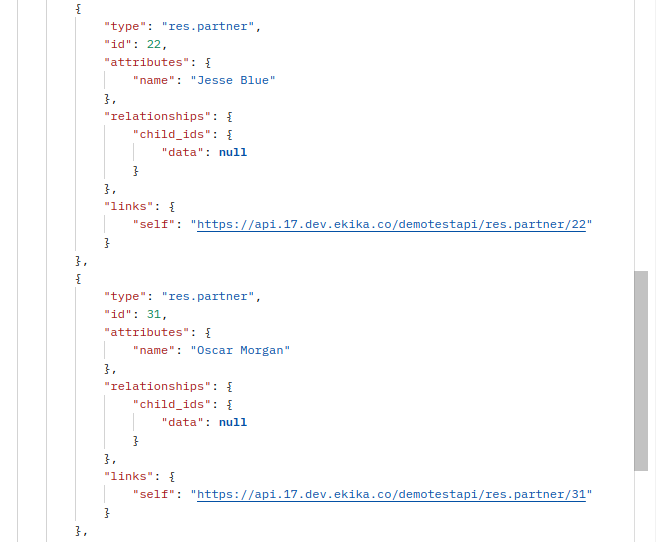 {
"type": "res.partner",
"id": 22,
"attributes": {
"name": "Jesse Blue"
},
"relationships": {
"child_ids": {
"data": null
}
},
"links": {
"self": "https://api.17.dev.ekika.co/demotestapi/res.partner/22"
}
},
{
"type": "res.partner",
"id": 31,
"attributes": {
"name": "Oscar Morgan"
},
"relationships": {
"child_ids": {
"data": null
}
},
"links": {
"self": "https://api.17.dev.ekika.co/demotestapi/res.partner/31"
}
},